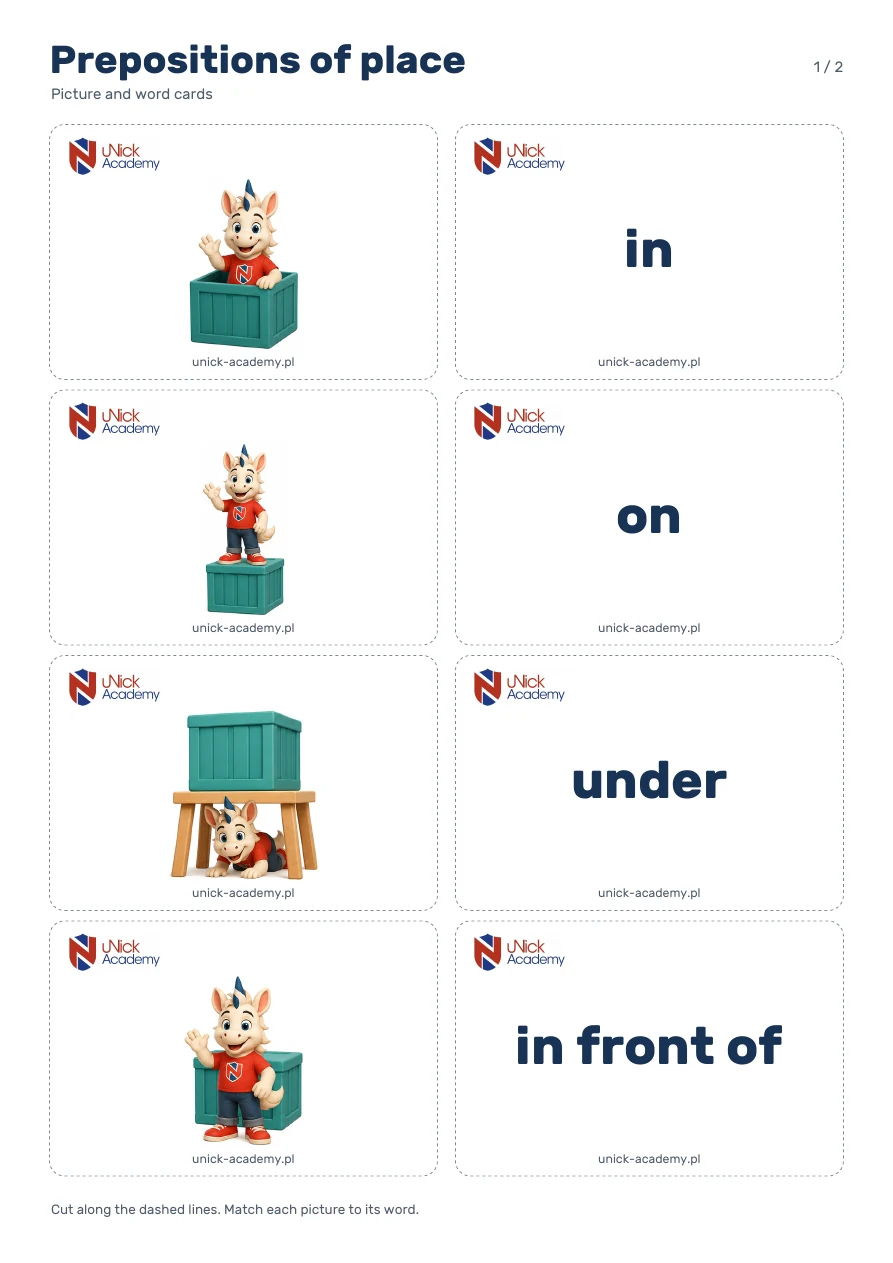 Prepositions of place
1 / 2
Picture and word cards
uNick
Academy
unick-academy.pl
uNick
Academy
in
unick-academy.pl
uNick
Academy
unick-academy.pl
uNick
Academy
on
unick-academy.pl
uNick
Academy
unick-academy.pl
uNick
Academy
under
unick-academy.pl
uNick
Academy
unick-academy.pl
uNick
Academy
in front of
unick-academy.pl
Cut along the dashed lines. Match each picture to its word.